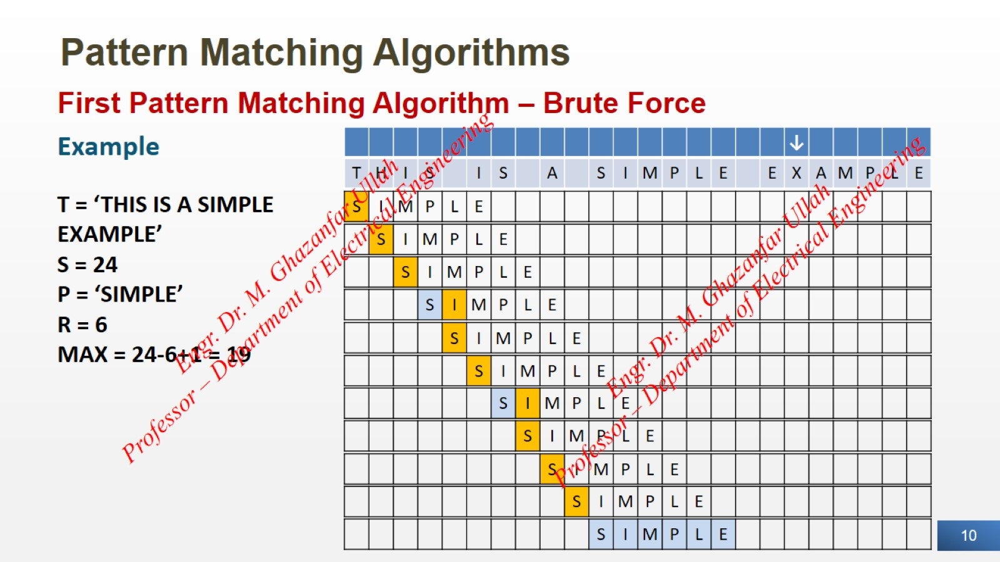 Pattern Matching Algorithms
First Pattern Matching Algorithm – Brute Force
Example
T = ‘THIS IS A SIMPLE
EXAMPLE’
S = 24
P = ‘SIMPLE’
R = 6
MAX = 24-6+1 = 19
↓
T H I S I S A S I M P L E E X A M P L E
S I M P L E
S I M P L E
S I M P L E
S I M P L E
S I M P L E
S I M P L E
S I M P L E
S I M P L E
S I M P L E
S I M P L E
S I M P L E
Engr. Dr. M. Ghazanfar Ullah
Professor – Department of Electrical Engineering
Engr. Dr. M. Ghazanfar Ullah
Professor – Department of Electrical Engineering
10